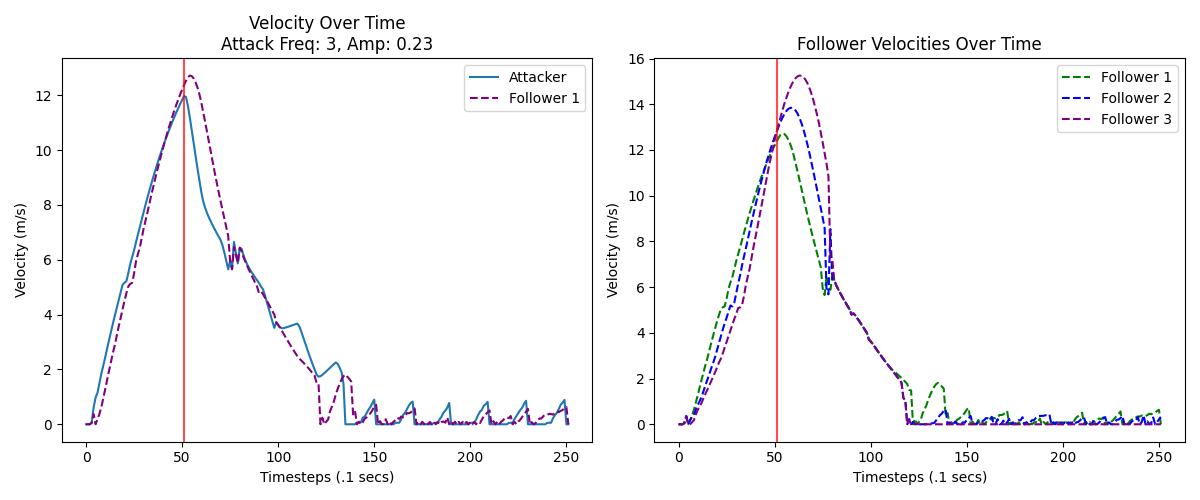 Velocity Over Time
Attack Freq: 3, Amp: 0.23
Attacker
Follower 1
Velocity (m/s)
12
10
8
6
4
2
0
0 50 100 150 200 250
Timesteps (.1 secs)
Follower Velocities Over Time
Follower 1
Follower 2
Follower 3
Velocity (m/s)
16
14
12
10
8
6
4
2
0
0 50 100 150 200 250
Timesteps (.1 secs)